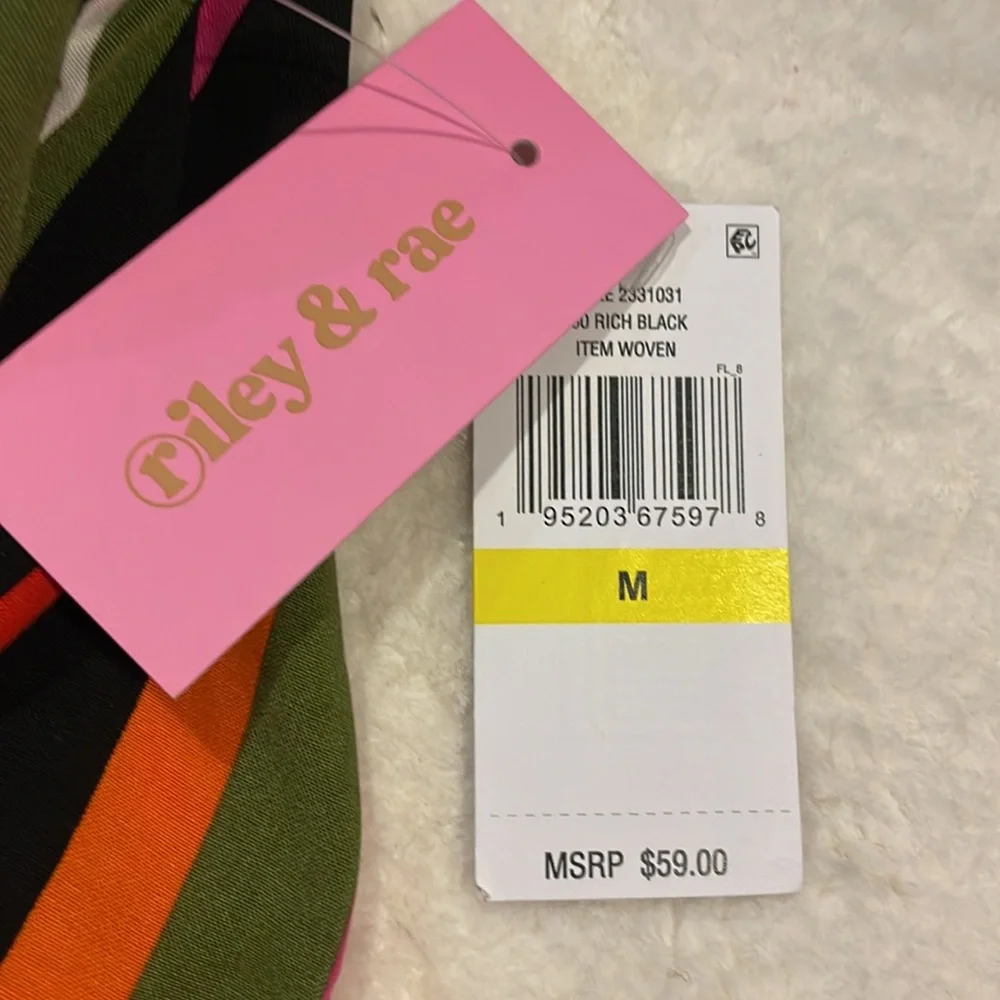 riley & rae
2331031
RICH BLACK
ITEM WOVEN
FL_8
1 95203 67597 8
M
MSRP $59.00